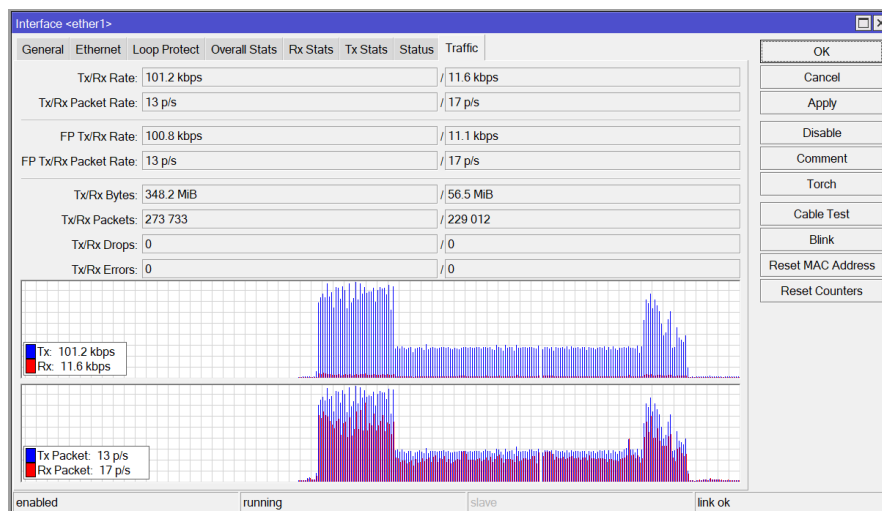 Interface <ether1>
General Ethernet Loop Protect Overall Stats Rx Stats Tx Stats Status Traffic
Tx/Rx Rate: 101.2 kbps / 11.6 kbps
Tx/Rx Packet Rate: 13 p/s / 17 p/s
FP Tx/Rx Rate: 100.8 kbps / 11.1 kbps
FP Tx/Rx Packet Rate: 13 p/s / 17 p/s
Tx/Rx Bytes: 348.2 MiB / 56.5 MiB
Tx/Rx Packets: 273 733 / 229 012
Tx/Rx Drops: 0 / 0
Tx/Rx Errors: 0 / 0
Tx: 101.2 kbps
Rx: 11.6 kbps
Tx Packet: 13 p/s
Rx Packet: 17 p/s
OK
Cancel
Apply
Disable
Comment
Torch
Cable Test
Blink
Reset MAC Address
Reset Counters
enabled running slave link ok